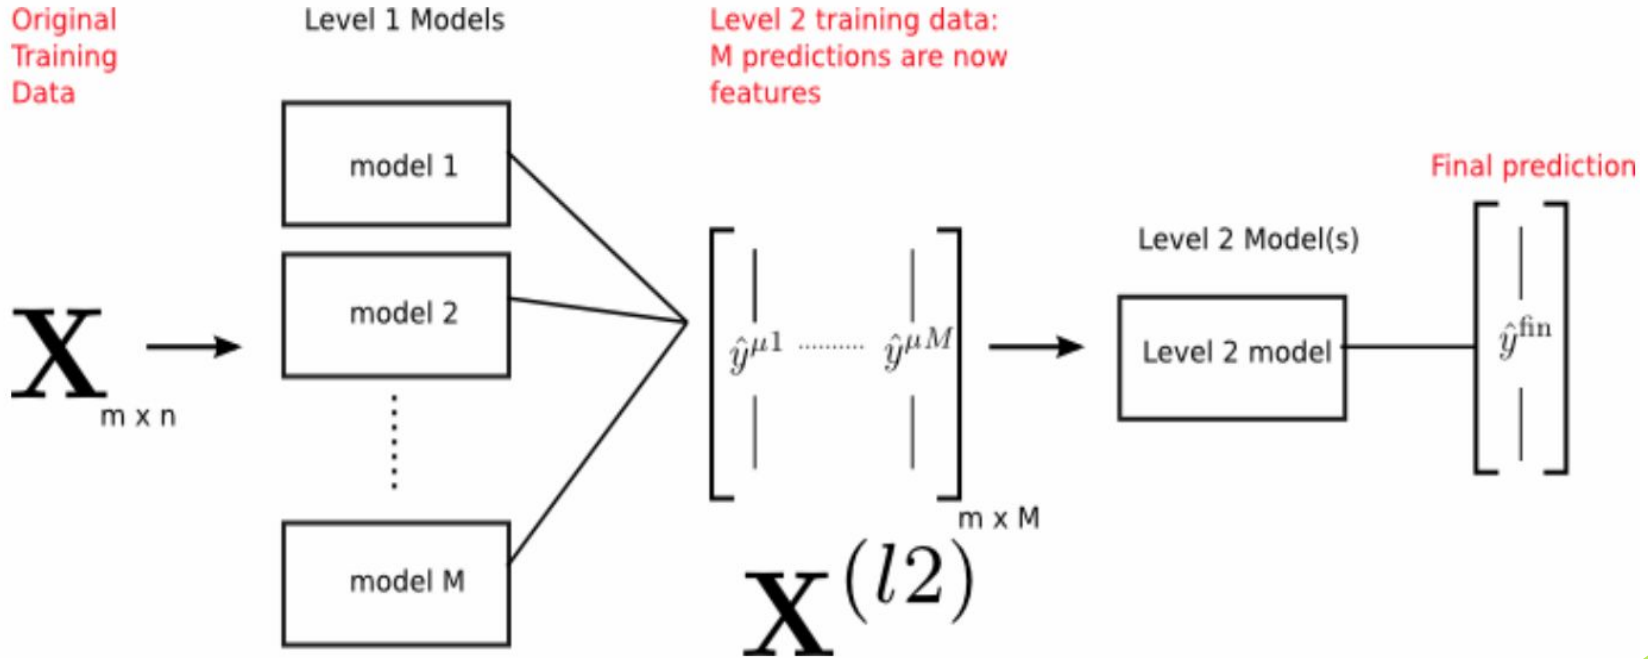 Original
Training
Data
Level 1 Models
Level 2 training data:
M predictions are now
features
model 1
model 2
model M
X
m x n
ŷ^μ1 .......... ŷ^μM
m x M
X^(l2)
Level 2 Model(s)
Level 2 model
Final prediction
ŷ^fin